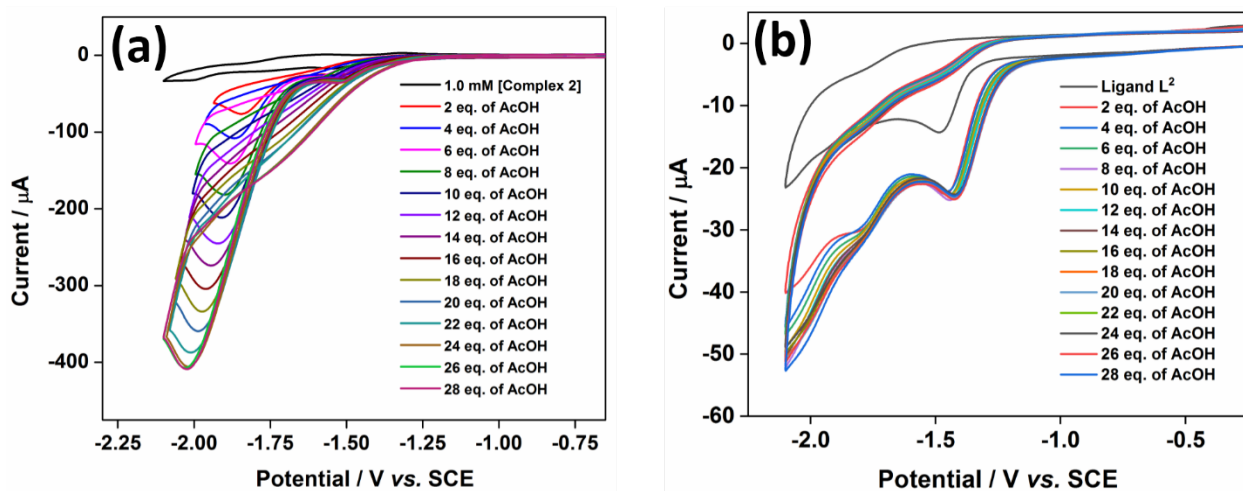 (a)
0
-100
-200
-300
-400
Current / μA
-2.25 -2.00 -1.75 -1.50 -1.25 -1.00 -0.75
Potential / V vs. SCE
1.0 mM [Complex 2]
2 eq. of AcOH
4 eq. of AcOH
6 eq. of AcOH
8 eq. of AcOH
10 eq. of AcOH
12 eq. of AcOH
14 eq. of AcOH
16 eq. of AcOH
18 eq. of AcOH
20 eq. of AcOH
22 eq. of AcOH
24 eq. of AcOH
26 eq. of AcOH
28 eq. of AcOH
(b)
0
-10
-20
-30
-40
-50
-60
Current / μA
-2.0 -1.5 -1.0 -0.5
Potential / V vs. SCE
Ligand L²
2 eq. of AcOH
4 eq. of AcOH
6 eq. of AcOH
8 eq. of AcOH
10 eq. of AcOH
12 eq. of AcOH
14 eq. of AcOH
16 eq. of AcOH
18 eq. of AcOH
20 eq. of AcOH
22 eq. of AcOH
24 eq. of AcOH
26 eq. of AcOH
28 eq. of AcOH